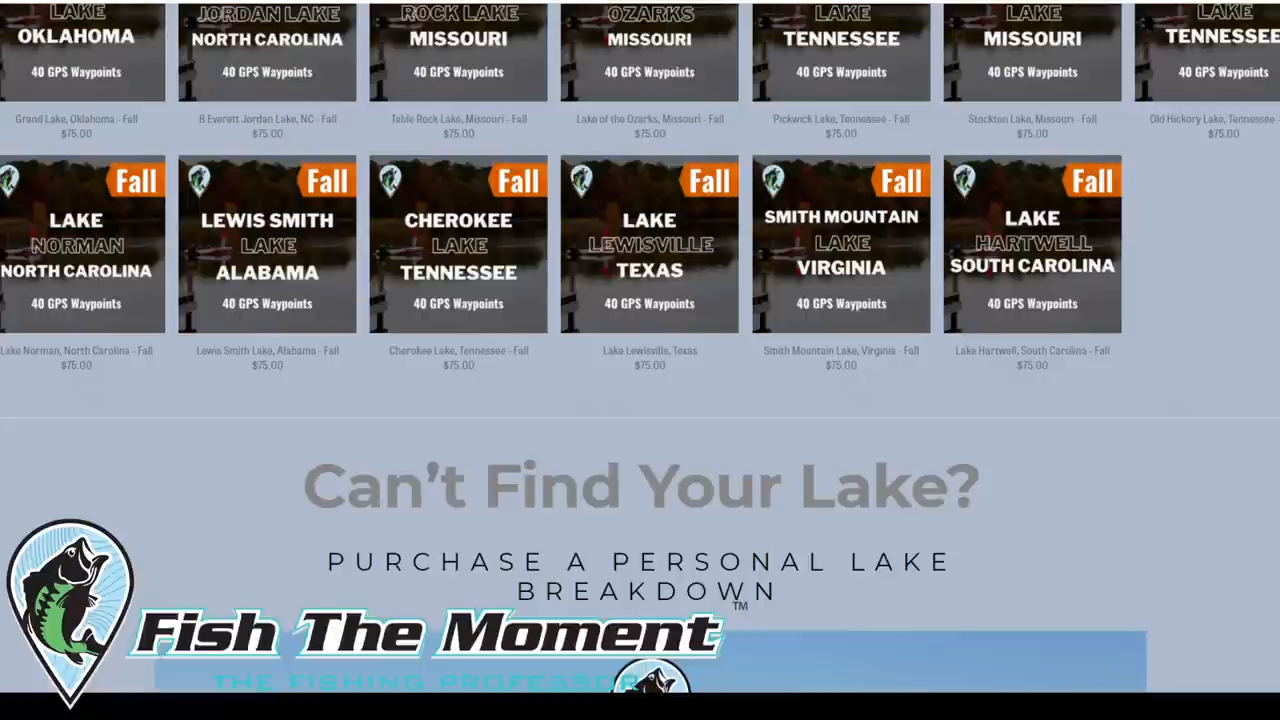 LAKE
OKLAHOMA
40 GPS Waypoints
Grand Lake, Oklahoma - Fall
$75.00
JORDAN LAKE
NORTH CAROLINA
40 GPS Waypoints
B Everett Jordan Lake, NC - Fall
$75.00
ROCK LAKE
MISSOURI
40 GPS Waypoints
Table Rock Lake, Missouri - Fall
$75.00
OZARKS
MISSOURI
40 GPS Waypoints
Lake of the Ozarks, Missouri - Fall
$75.00
LAKE
TENNESSEE
40 GPS Waypoints
Pickwick Lake, Tennessee - Fall
$75.00
LAKE
MISSOURI
40 GPS Waypoints
Stockton Lake, Missouri - Fall
$75.00
LAKE
TENNESSEE
40 GPS Waypoints
Old Hickory Lake, Tennessee -
$75.00
Fall
LAKE
NORMAN
NORTH CAROLINA
40 GPS Waypoints
Lake Norman, North Carolina - Fall
$75.00
Fall
LEWIS SMITH
LAKE
ALABAMA
40 GPS Waypoints
Lewis Smith Lake, Alabama - Fall
$75.00
Fall
CHEROKEE
LAKE
TENNESSEE
40 GPS Waypoints
Cherokee Lake, Tennessee - Fall
$75.00
Fall
LAKE
LEWISVILLE
TEXAS
40 GPS Waypoints
Lake Lewisville, Texas
$75.00
Fall
SMITH MOUNTAIN
LAKE
VIRGINIA
40 GPS Waypoints
Smith Mountain Lake, Virginia - Fall
$75.00
Fall
LAKE
HARTWELL
SOUTH CAROLINA
40 GPS Waypoints
Lake Hartwell, South Carolina - Fall
$75.00
Can't Find Your Lake?
PURCHASE A PERSONAL LAKE
BREAKDOWN
Fish The Moment™
THE FISHING PROFESSOR